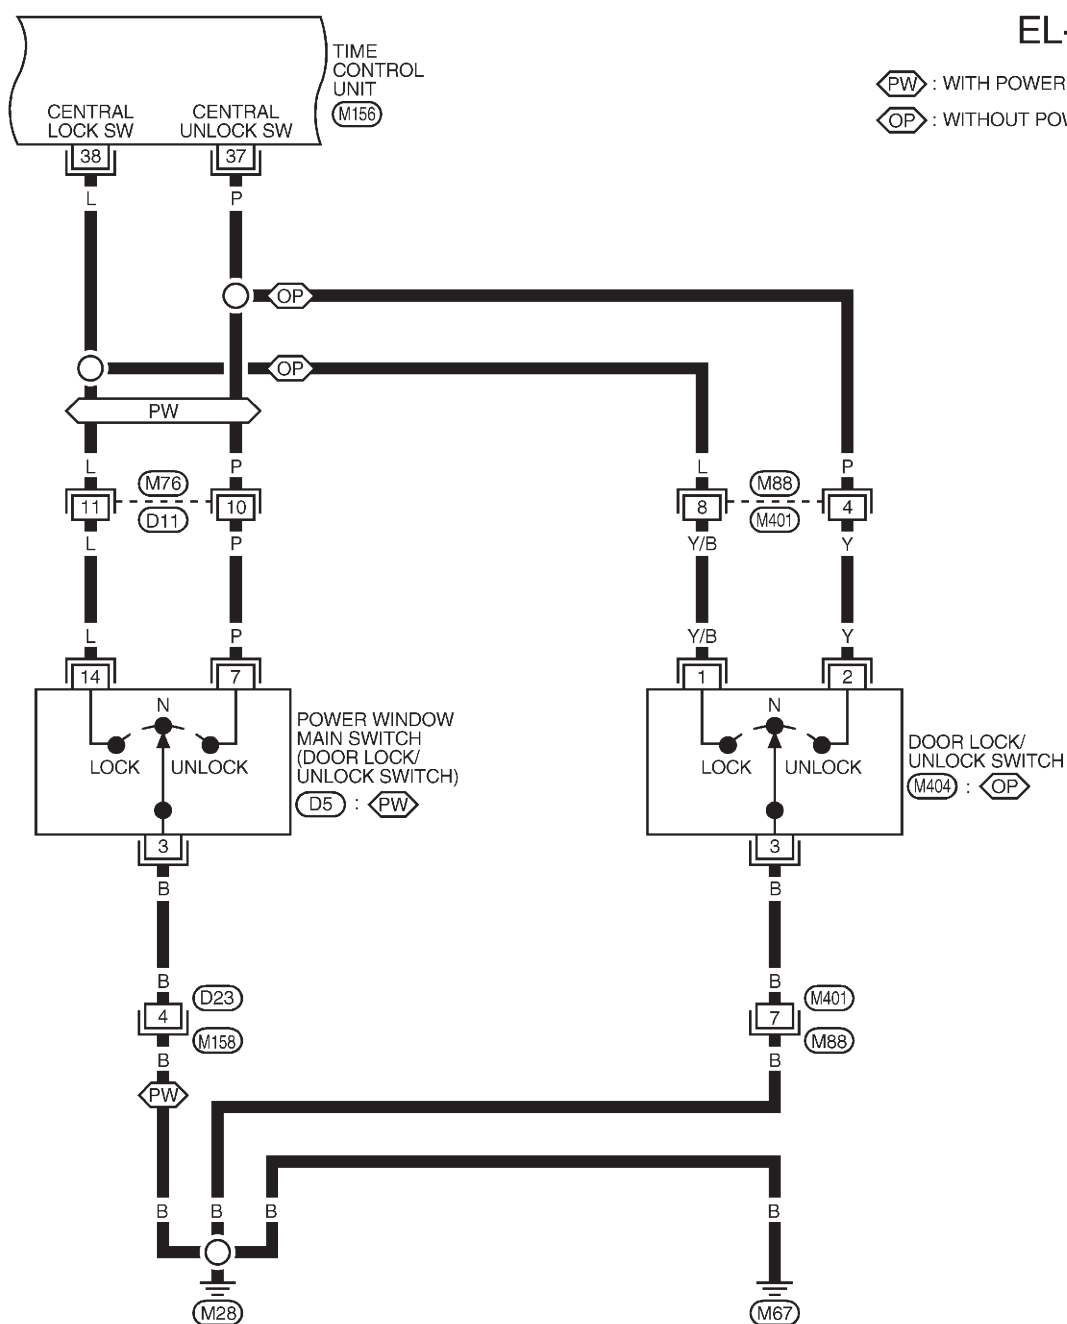 EL-
PW : WITH POWER
OP : WITHOUT POW
TIME
CONTROL
UNIT
M156
CENTRAL
LOCK SW
CENTRAL
UNLOCK SW
38
37
L
P
OP
OP
PW
L
P
L
P
11
M76
D11
10
8
M88
M401
4
L
P
Y/B
Y
L
P
Y/B
Y
14
7
1
2
N
LOCK
UNLOCK
POWER WINDOW
MAIN SWITCH
(DOOR LOCK/
UNLOCK SWITCH)
D5 : PW
N
LOCK
UNLOCK
DOOR LOCK/
UNLOCK SWITCH
M404 : OP
3
3
B
B
B
B
4
D23
M158
7
M401
M88
B
B
PW
B
B
B
B
M28
M67